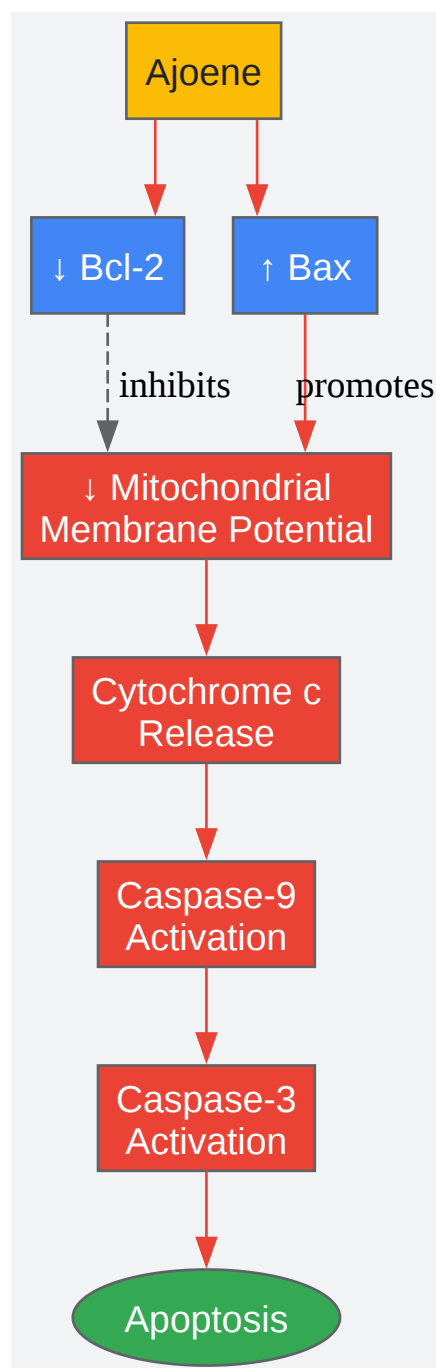 Ajoene
↓ Bcl-2
↑ Bax
inhibits
promotes
↓ Mitochondrial
Membrane Potential
Cytochrome c
Release
Caspase-9
Activation
Caspase-3
Activation
Apoptosis